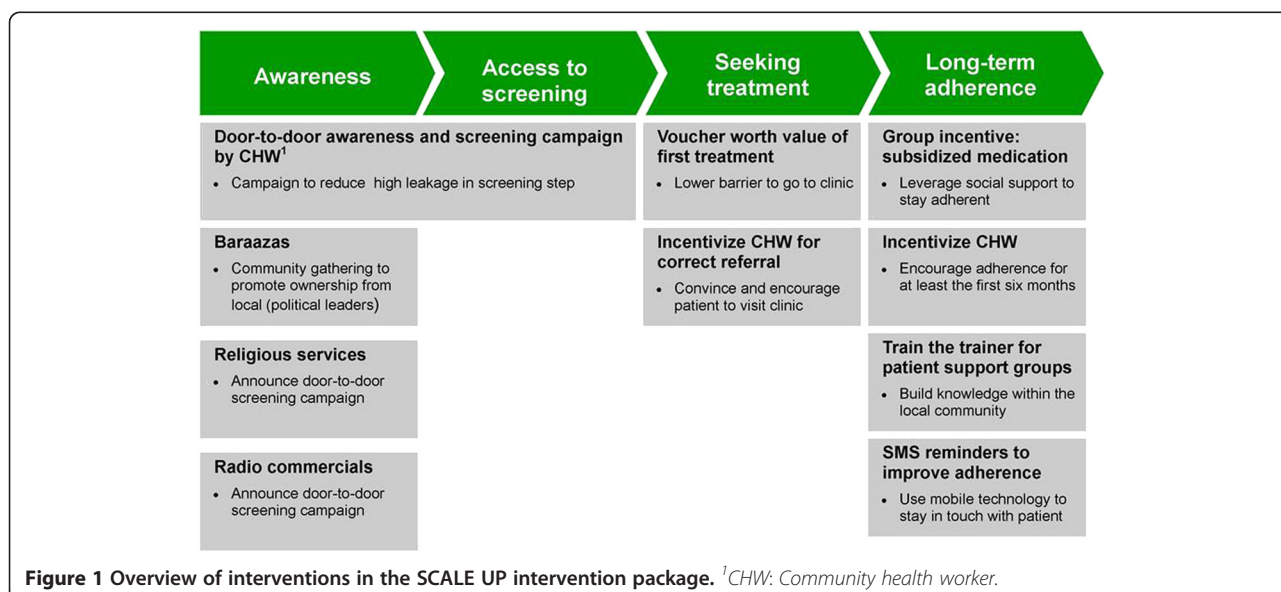 Awareness
Access to
screening
Seeking
treatment
Long-term
adherence
Door-to-door awareness and screening campaign
by CHW¹
• Campaign to reduce high leakage in screening step
Voucher worth value of
first treatment
• Lower barrier to go to clinic
Group incentive:
subsidized medication
• Leverage social support to
stay adherent
Baraazas
• Community gathering to
promote ownership from
local (political leaders)
Incentivize CHW for
correct referral
• Convince and encourage
patient to visit clinic
Incentivize CHW
• Encourage adherence for
at least the first six months
Religious services
• Announce door-to-door
screening campaign
Train the trainer for
patient support groups
• Build knowledge within the
local community
Radio commercials
• Announce door-to-door
screening campaign
SMS reminders to
improve adherence
• Use mobile technology to
stay in touch with patient
Figure 1 Overview of interventions in the SCALE UP intervention package. ¹CHW: Community health worker.